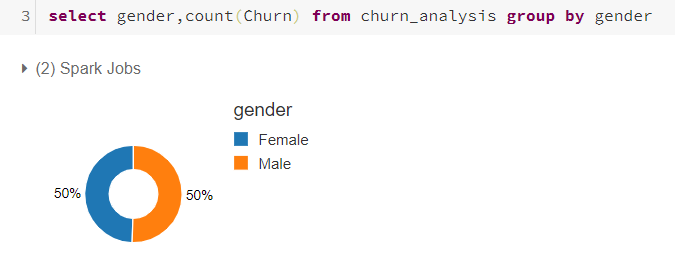 3 select gender,count(Churn) from churn_analysis group by gender
(2) Spark Jobs
gender
Female
Male
50%
50%